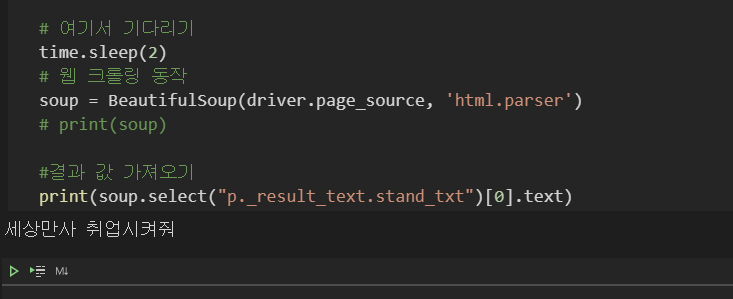 # 여기서 기다리기
time.sleep(2)
# 웹 크롤링 동작
soup = BeautifulSoup(driver.page_source, 'html.parser')
# print(soup)
#결과 값 가져오기
print(soup.select("p._result_text.stand_txt")[0].text)
세상만사 취업시켜줘
M↓